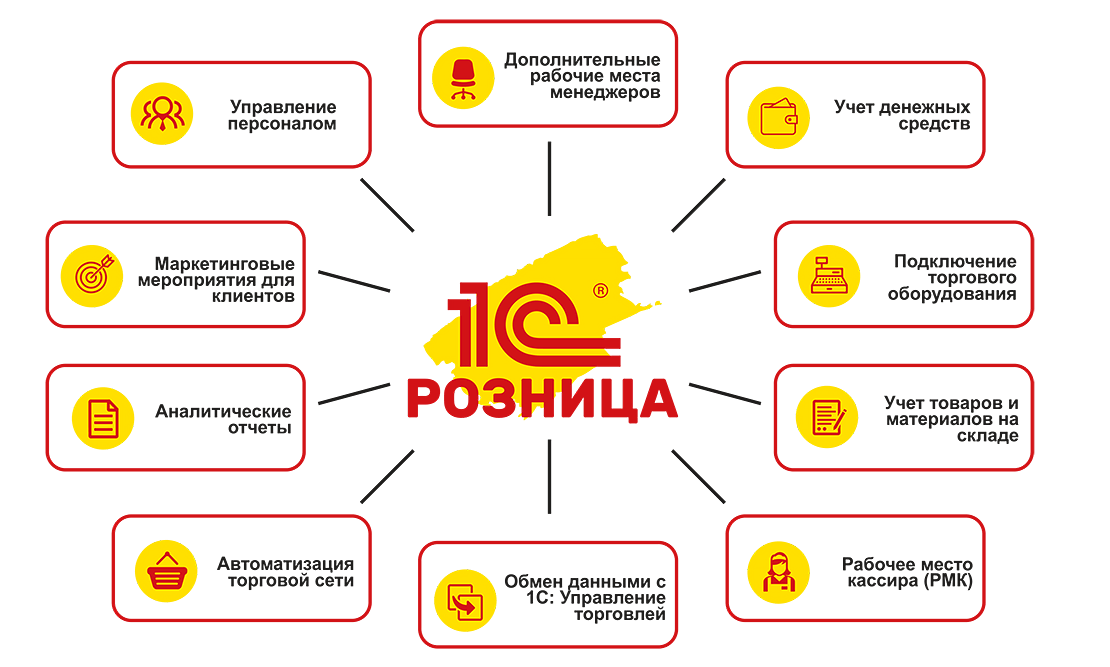 Дополнительные
рабочие места
менеджеров
Управление
персоналом
Учет денежных
средств
Маркетинговые
мероприятия для
клиентов
Подключение
торгового
оборудования
1С ®
РОЗНИЦА
Аналитические
отчеты
Учет товаров и
материалов на
складе
Автоматизация
торговой сети
Обмен данными с
1С: Управление
торговлей
Рабочее место
кассира (РМК)